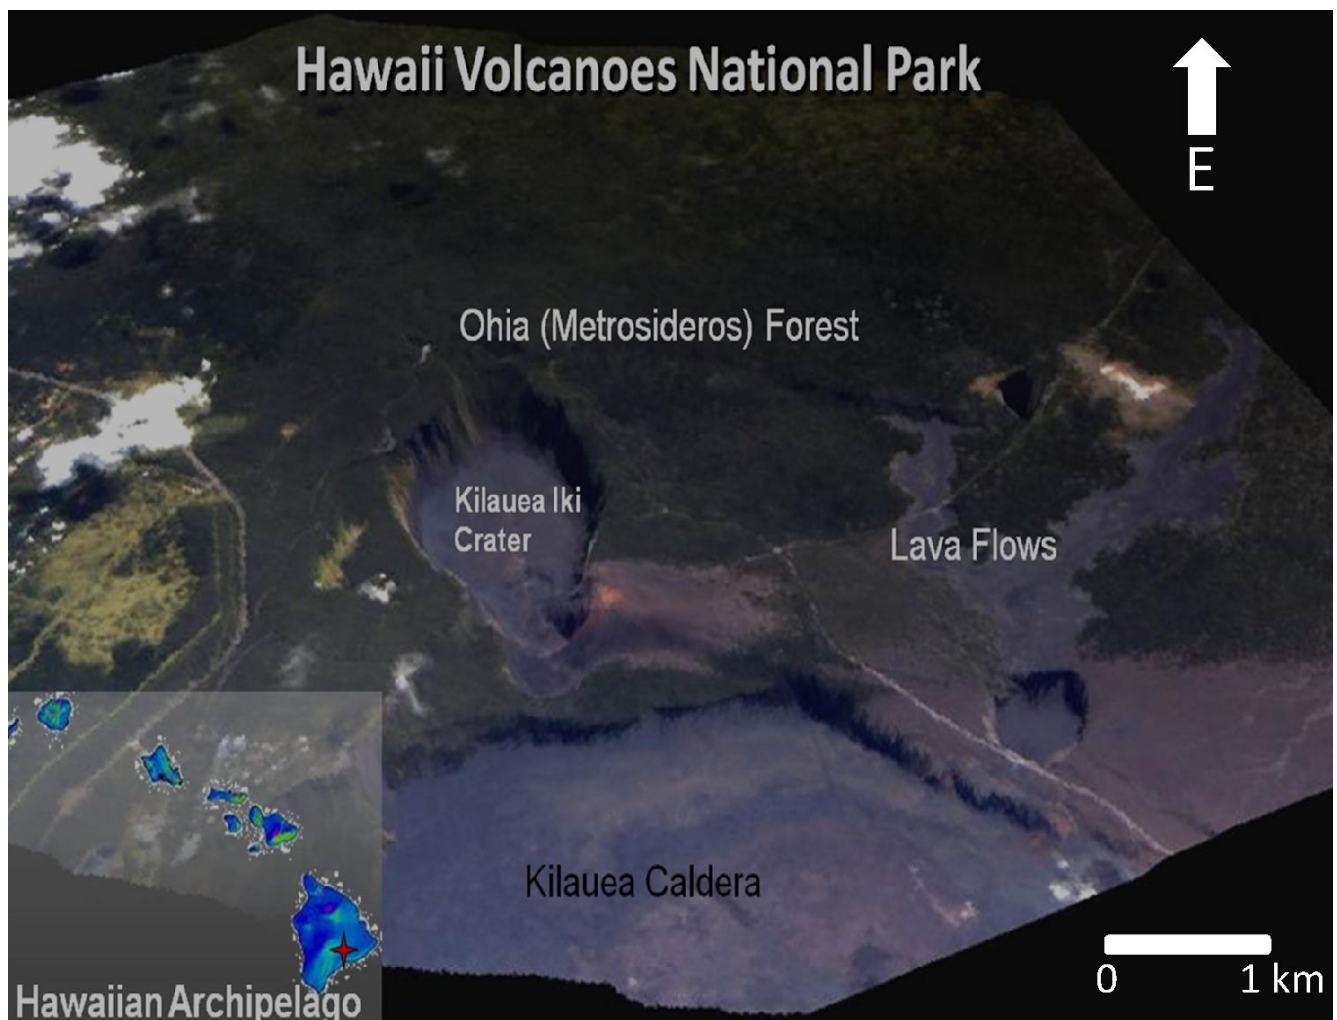 Hawaii Volcanoes National Park
E
Ohia (Metrosideros) Forest
Kilauea Iki
Crater
Lava Flows
Kilauea Caldera
0 1 km
Hawaiian Archipelago